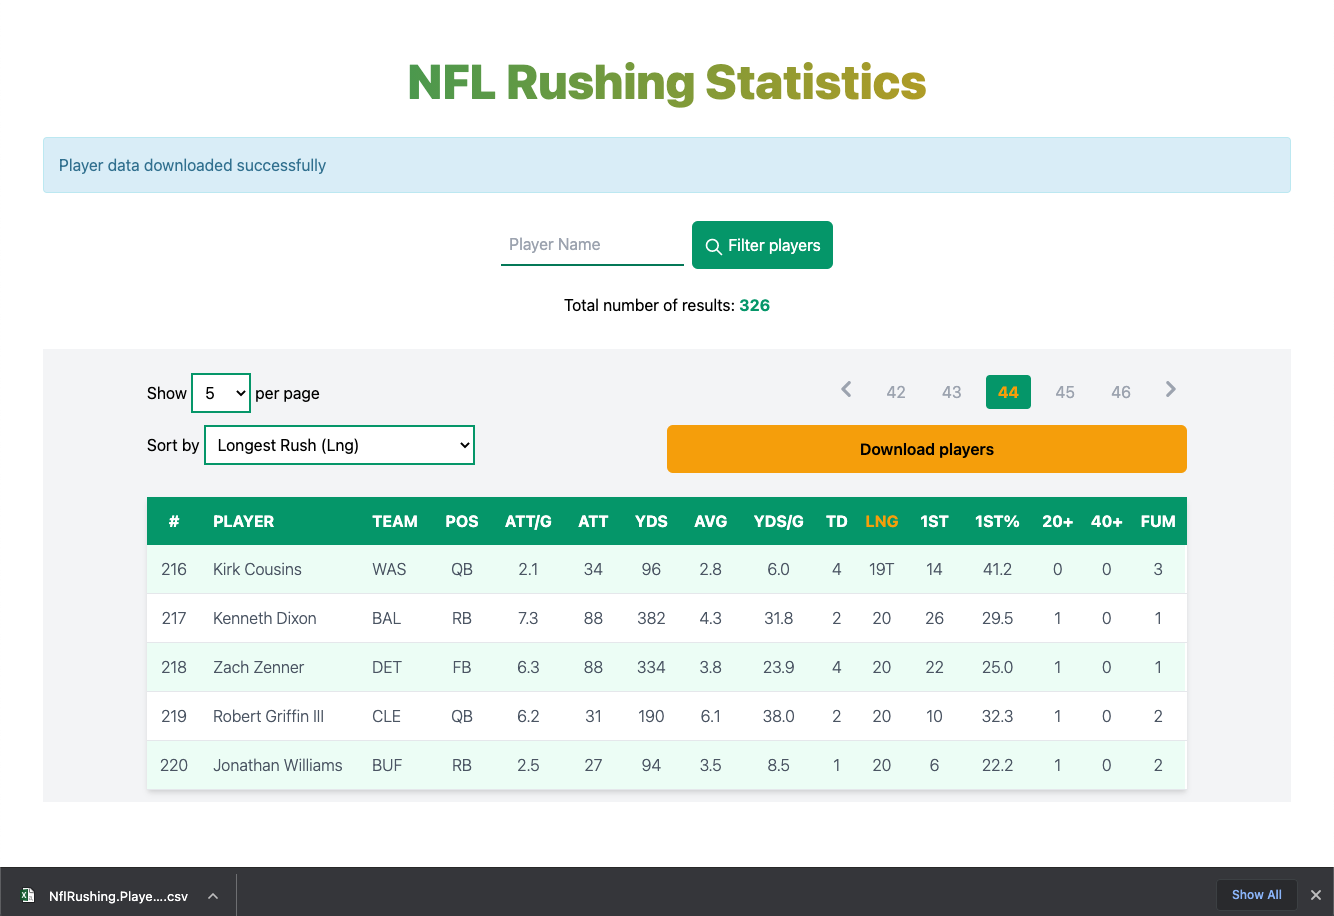 NFL Rushing Statistics
Player data downloaded successfully
Player Name
Filter players
Total number of results: 326
Show 5 per page
42 43 44 45 46
Sort by Longest Rush (Lng)
Download players
# PLAYER TEAM POS ATT/G ATT YDS AVG YDS/G TD LNG 1ST 1ST% 20+ 40+ FUM
216 Kirk Cousins WAS QB 2.1 34 96 2.8 6.0 4 19T 14 41.2 0 0 3
217 Kenneth Dixon BAL RB 7.3 88 382 4.3 31.8 2 20 26 29.5 1 0 1
218 Zach Zenner DET FB 6.3 88 334 3.8 23.9 4 20 22 25.0 1 0 1
219 Robert Griffin III CLE QB 6.2 31 190 6.1 38.0 2 20 10 32.3 1 0 2
220 Jonathan Williams BUF RB 2.5 27 94 3.5 8.5 1 20 6 22.2 1 0 2
NflRushing.Playe....csv
Show All